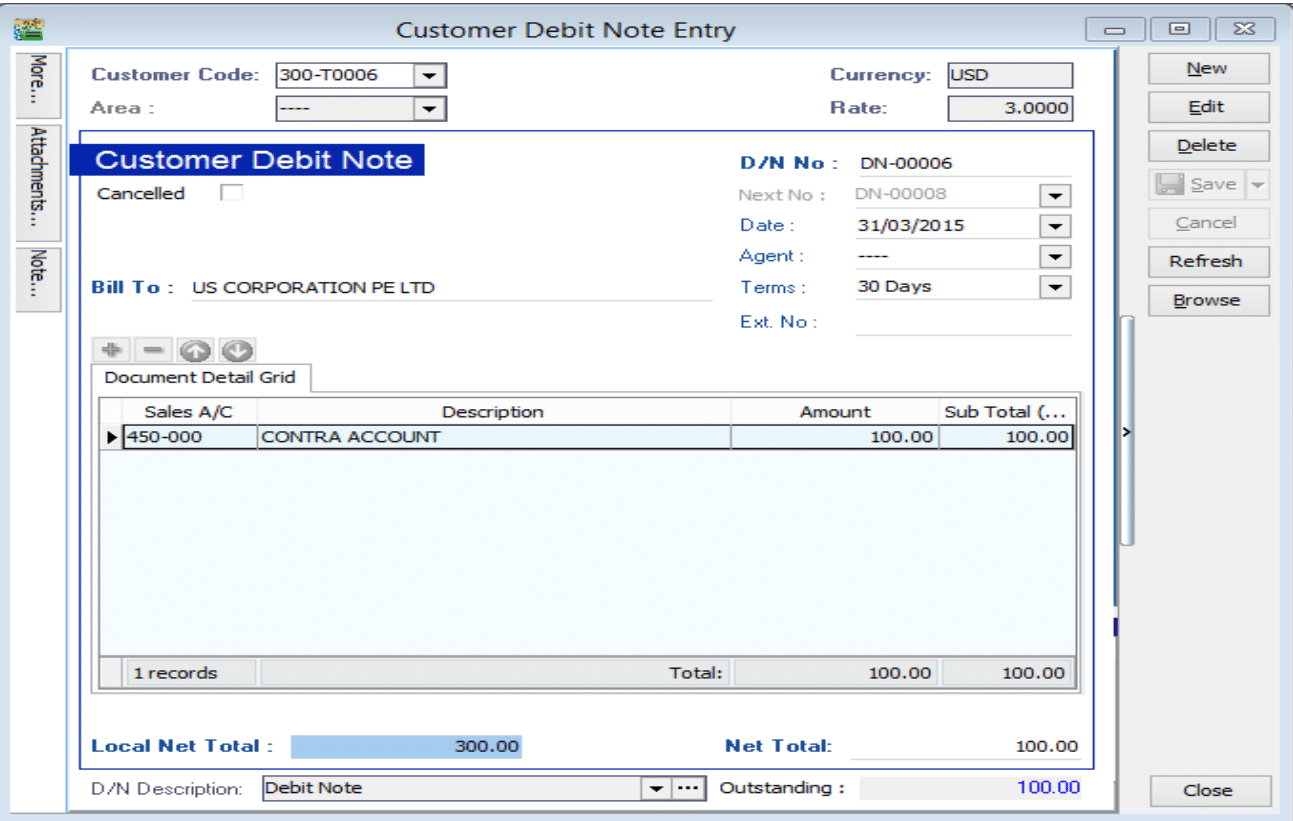 Customer Debit Note Entry
More...
Attachments...
Note...
Customer Code: 300-T0006
Currency: USD
Area : ----
Rate: 3.0000
Customer Debit Note
Cancelled
D/N No : DN-00006
Next No : DN-00008
Date : 31/03/2015
Agent : ----
Bill To : US CORPORATION PE LTD
Terms : 30 Days
Ext. No :
Document Detail Grid
Sales A/C Description Amount Sub Total (...
450-000 CONTRA ACCOUNT 100.00 100.00
1 records Total: 100.00 100.00
Local Net Total : 300.00 Net Total: 100.00
D/N Description: Debit Note ... Outstanding : 100.00
New
Edit
Delete
Save
Cancel
Refresh
Browse
>
Close